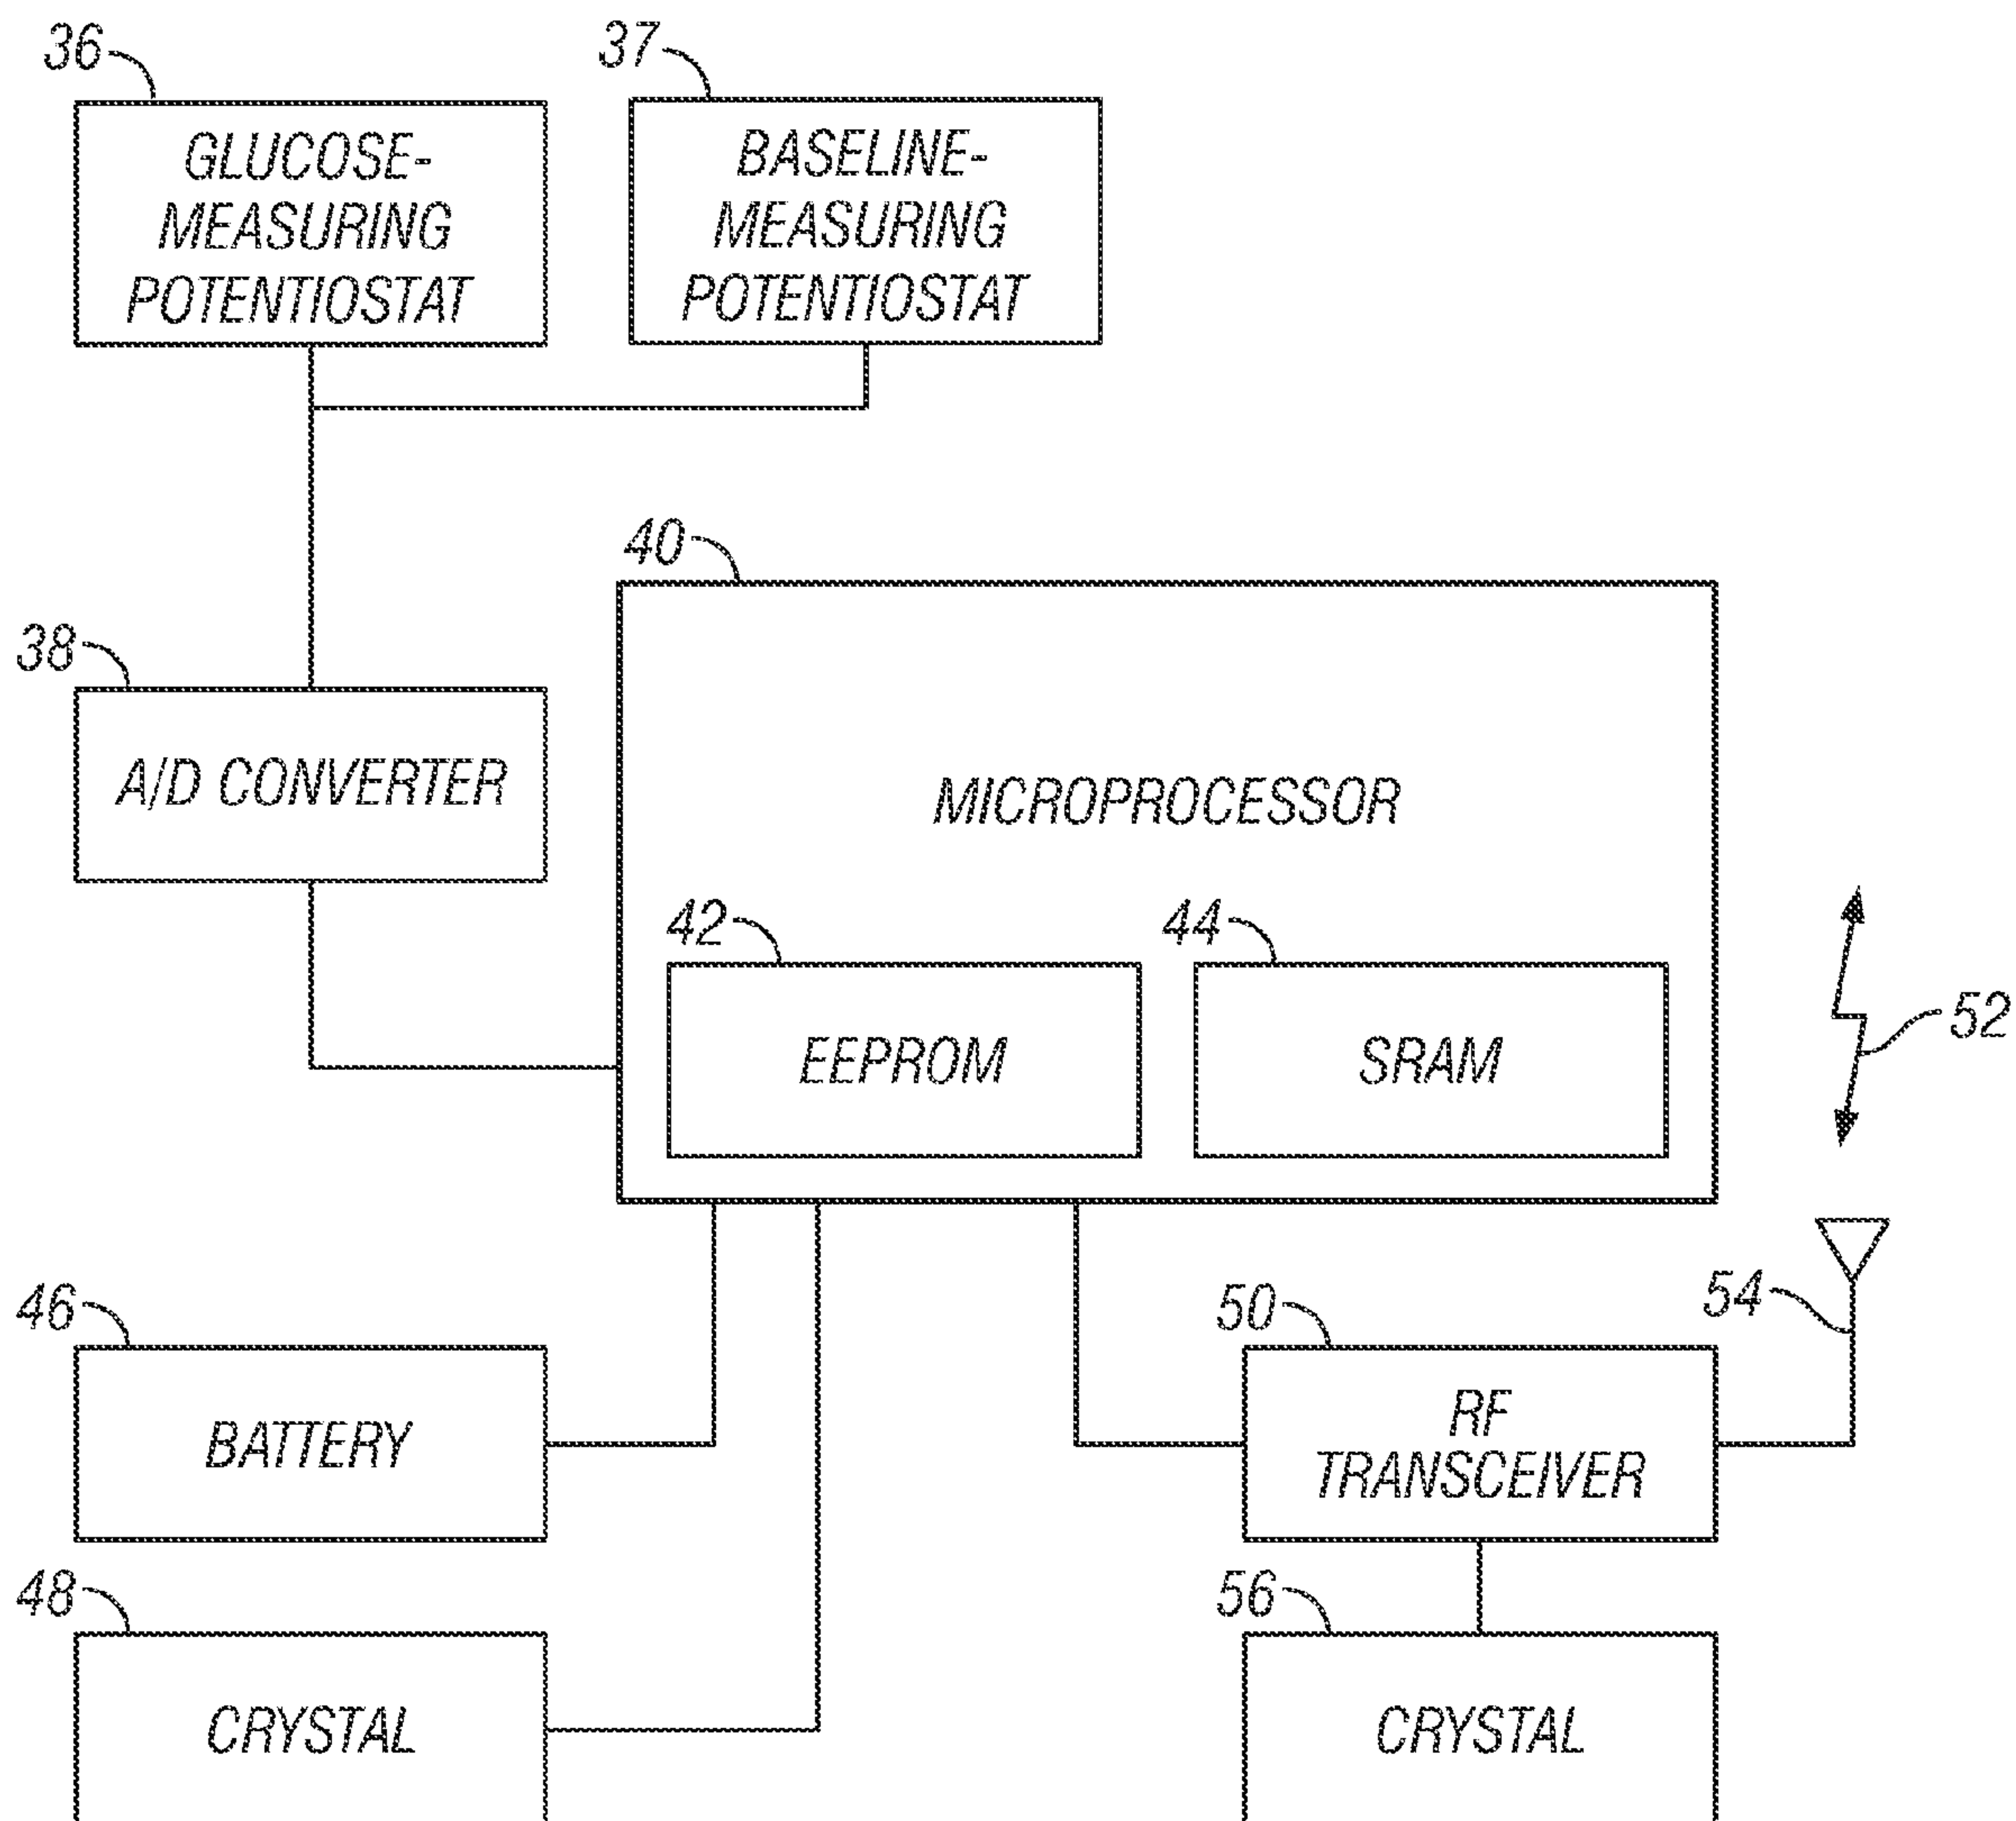 36
GLUCOSE-
MEASURING
POTENTIOSTAT
37
BASELINE-
MEASURING
POTENTIOSTAT
38
A/D CONVERTER
40
MICROPROCESSOR
42
EEPROM
44
SRAM
52
54
46
BATTERY
50
RF
TRANSCEIVER
48
CRYSTAL
56
CRYSTAL